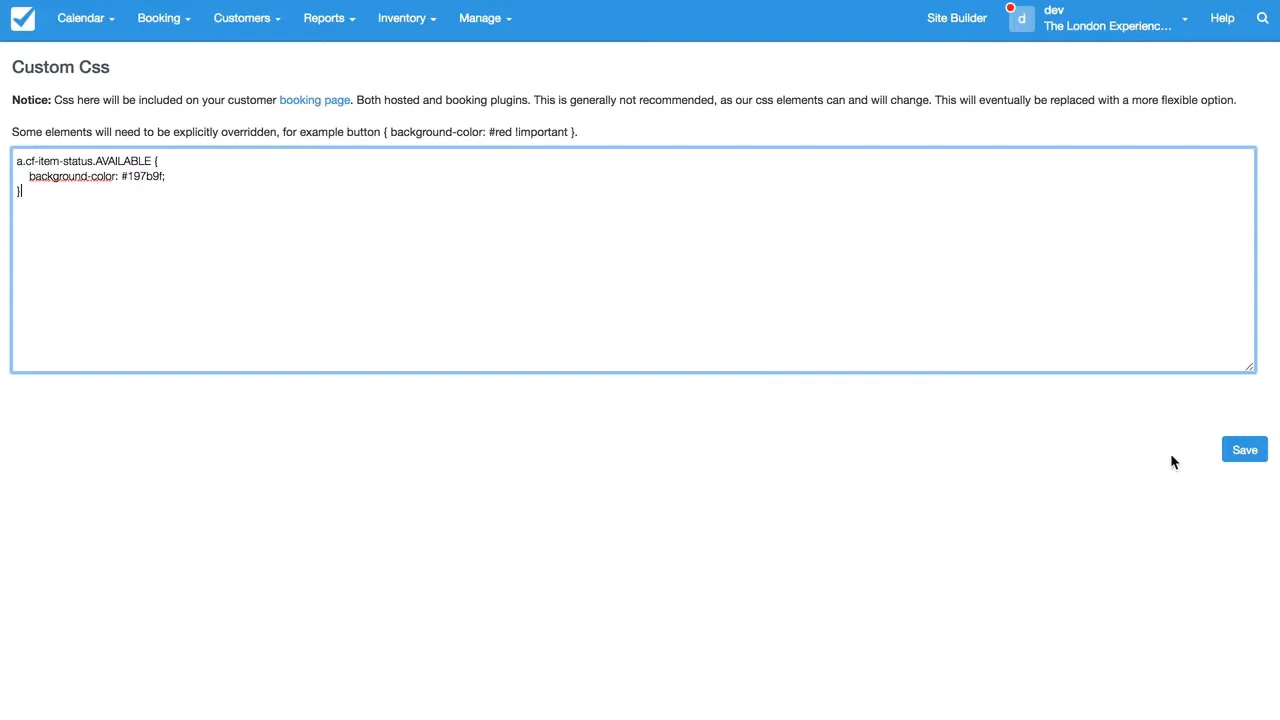 Calendar Booking Customers Reports Inventory Manage Site Builder d dev The London Experienc... Help
Custom Css
Notice: Css here will be included on your customer booking page. Both hosted and booking plugins. This is generally not recommended, as our css elements can and will change. This will eventually be replaced with a more flexible option.
Some elements will need to be explicitly overridden, for example button { background-color: #red !important }.
a.cf-item-status.AVAILABLE {
background-color: #197b9f;
}
Save